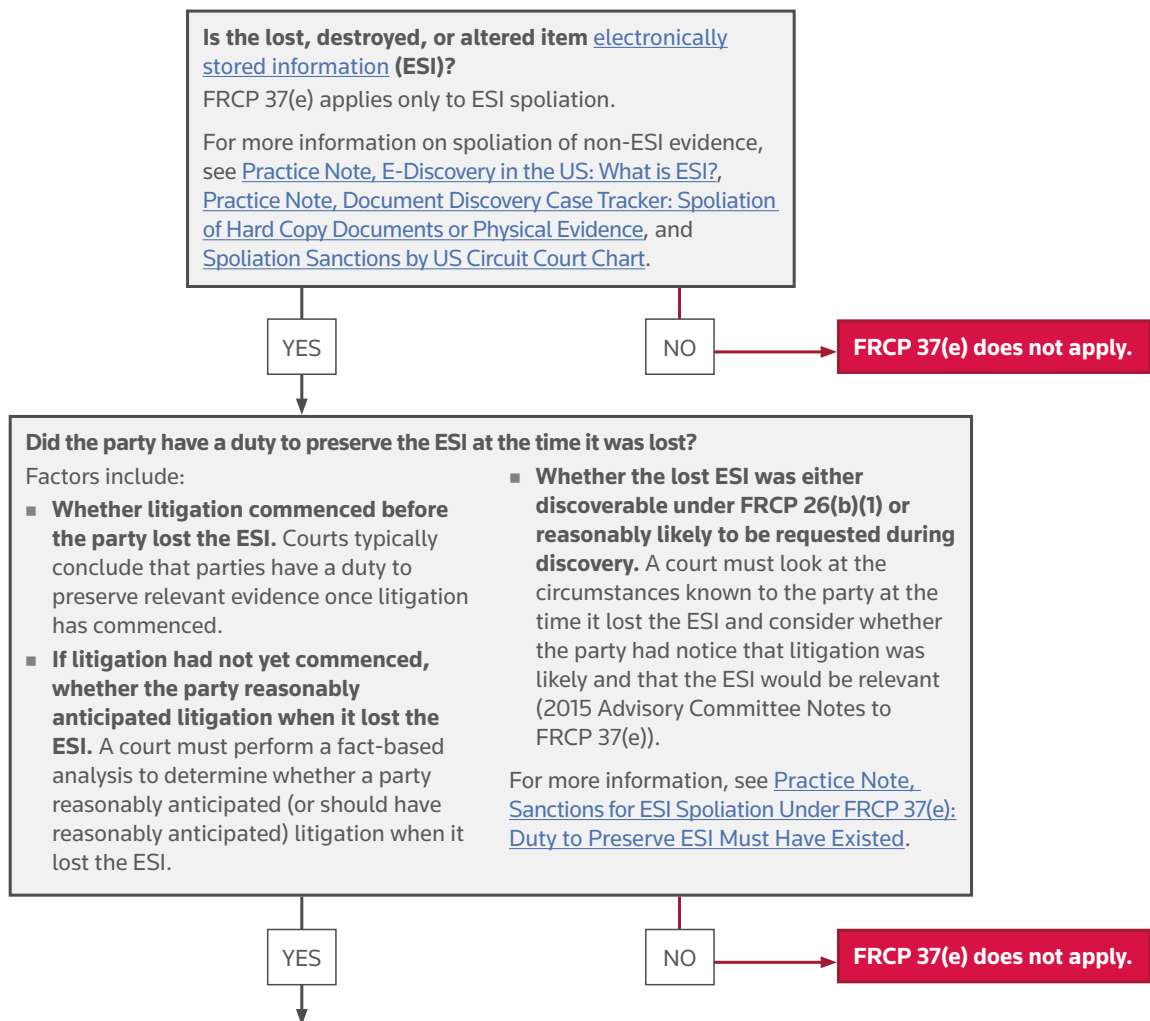 Is the lost, destroyed, or altered item electronically
stored information (ESI)?
FRCP 37(e) applies only to ESI spoliation.
For more information on spoliation of non-ESI evidence,
see Practice Note, E-Discovery in the US: What is ESI?,
Practice Note, Document Discovery Case Tracker: Spoliation
of Hard Copy Documents or Physical Evidence, and
Spoliation Sanctions by US Circuit Court Chart.
YES
NO
FRCP 37(e) does not apply.
Did the party have a duty to preserve the ESI at the time it was lost?
Factors include:
■ Whether litigation commenced before
the party lost the ESI. Courts typically
conclude that parties have a duty to
preserve relevant evidence once litigation
has commenced.
■ If litigation had not yet commenced,
whether the party reasonably
anticipated litigation when it lost the
ESI. A court must perform a fact-based
analysis to determine whether a party
reasonably anticipated (or should have
reasonably anticipated) litigation when it
lost the ESI.
■ Whether the lost ESI was either
discoverable under FRCP 26(b)(1) or
reasonably likely to be requested during
discovery. A court must look at the
circumstances known to the party at the
time it lost the ESI and consider whether
the party had notice that litigation was
likely and that the ESI would be relevant
(2015 Advisory Committee Notes to
FRCP 37(e)).
For more information, see Practice Note,
Sanctions for ESI Spoliation Under FRCP 37(e):
Duty to Preserve ESI Must Have Existed.
YES
NO
FRCP 37(e) does not apply.